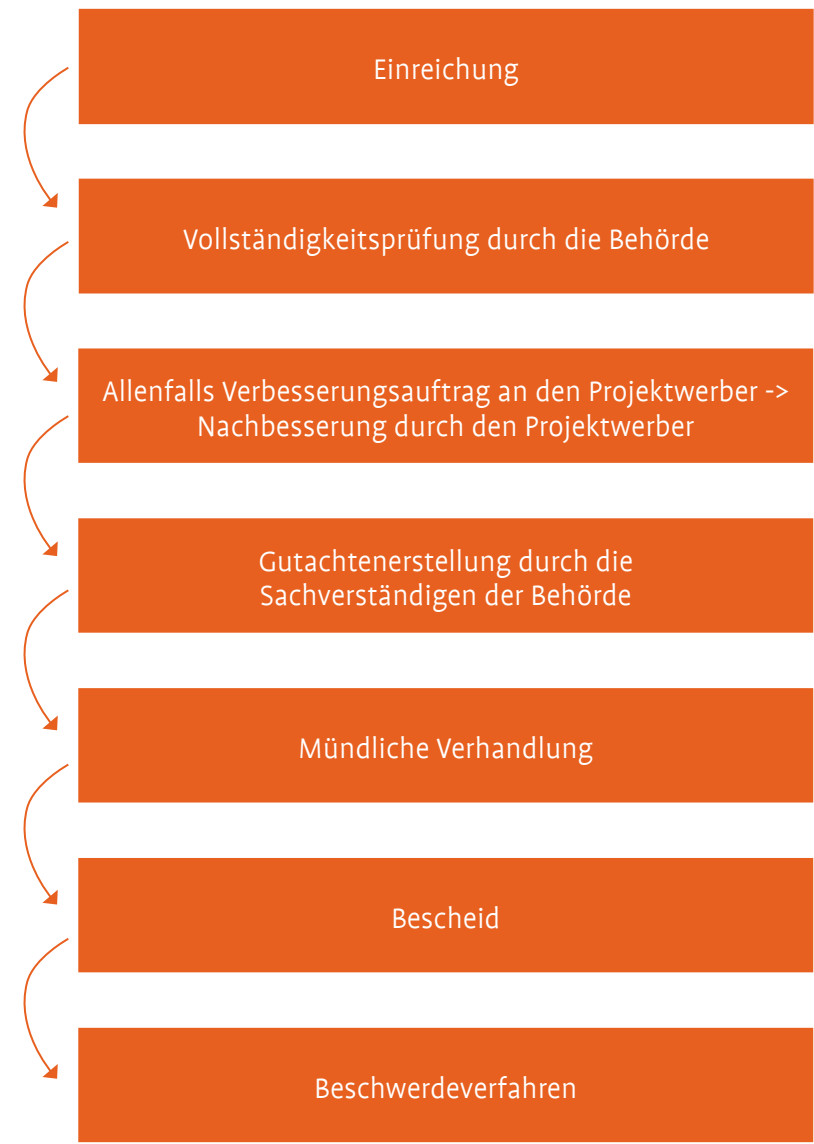 Einreichung
Vollständigkeitsprüfung durch die Behörde
Allenfalls Verbesserungsauftrag an den Projektwerber ->
Nachbesserung durch den Projektwerber
Gutachtenerstellung durch die
Sachverständigen der Behörde
Mündliche Verhandlung
Bescheid
Beschwerdeverfahren